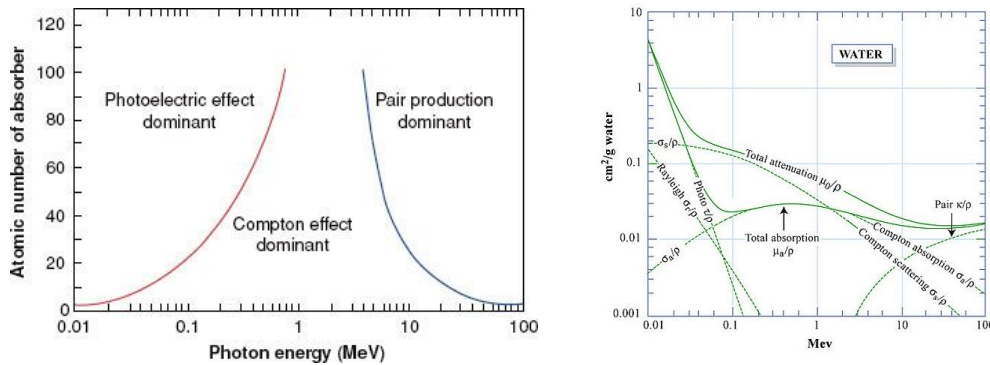 120
100
80
60
40
20
0
Atomic number of absorber
Photoelectric effect
dominant
Pair production
dominant
Compton effect
dominant
0.01
0.1
1
10
100
Photon energy (MeV)
10
1
0.1
0.01
0.001
cm²/g water
WATER
σs/ρ
Rayleigh σr/ρ
Photo τ/ρ
Total attenuation μ0/ρ
Pair κ/ρ
Total absorption
μa/ρ
Compton absorption σa/ρ
Compton scattering σs/ρ
σa/ρ
0.01
0.1
1
10
100
Mev